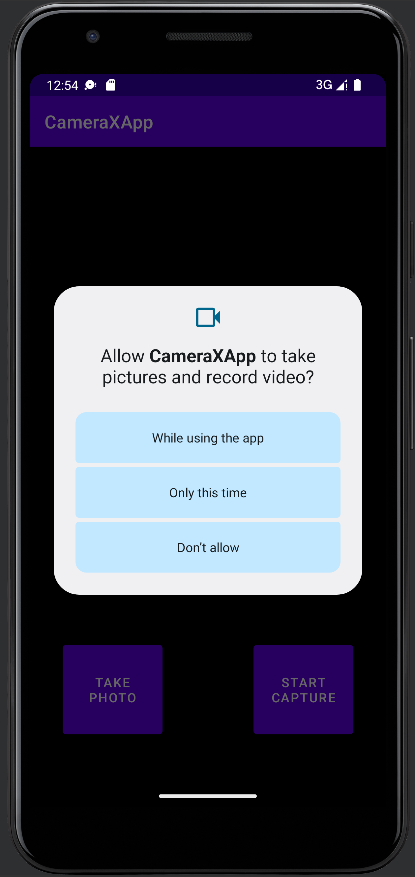 12:54 3G
CameraXApp
Allow CameraXApp to take
pictures and record video?
While using the app
Only this time
Don't allow
TAKE
PHOTO
START
CAPTURE